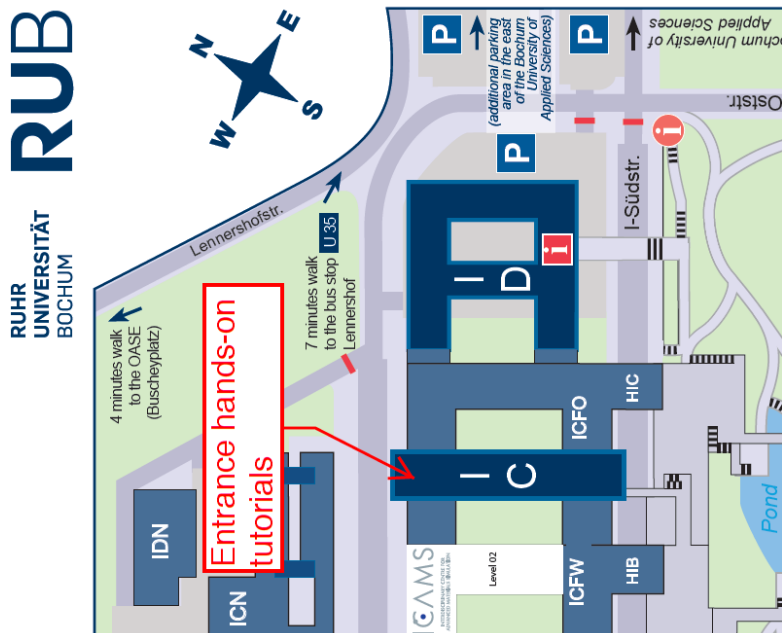 RUHR
UNIVERSITÄT
BOCHUM
RUB
N
E
S
W
P
P
(additional parking
area in the east
of the Bochum
University of
Applied Sciences)
ochum University of
Applied Sciences
Oststr.
Lennershofstr.
P
i
I-Südstr.
4 minutes walk
to the OASE
(Buscheyplatz)
7 minutes walk
to the bus stop U 35
Lennershof
i
I D
Entrance hands-on
tutorials
IDN
ICN
ICFO
HIC
I C
ICAMS
Level 02
ICFW
HIB
Pond